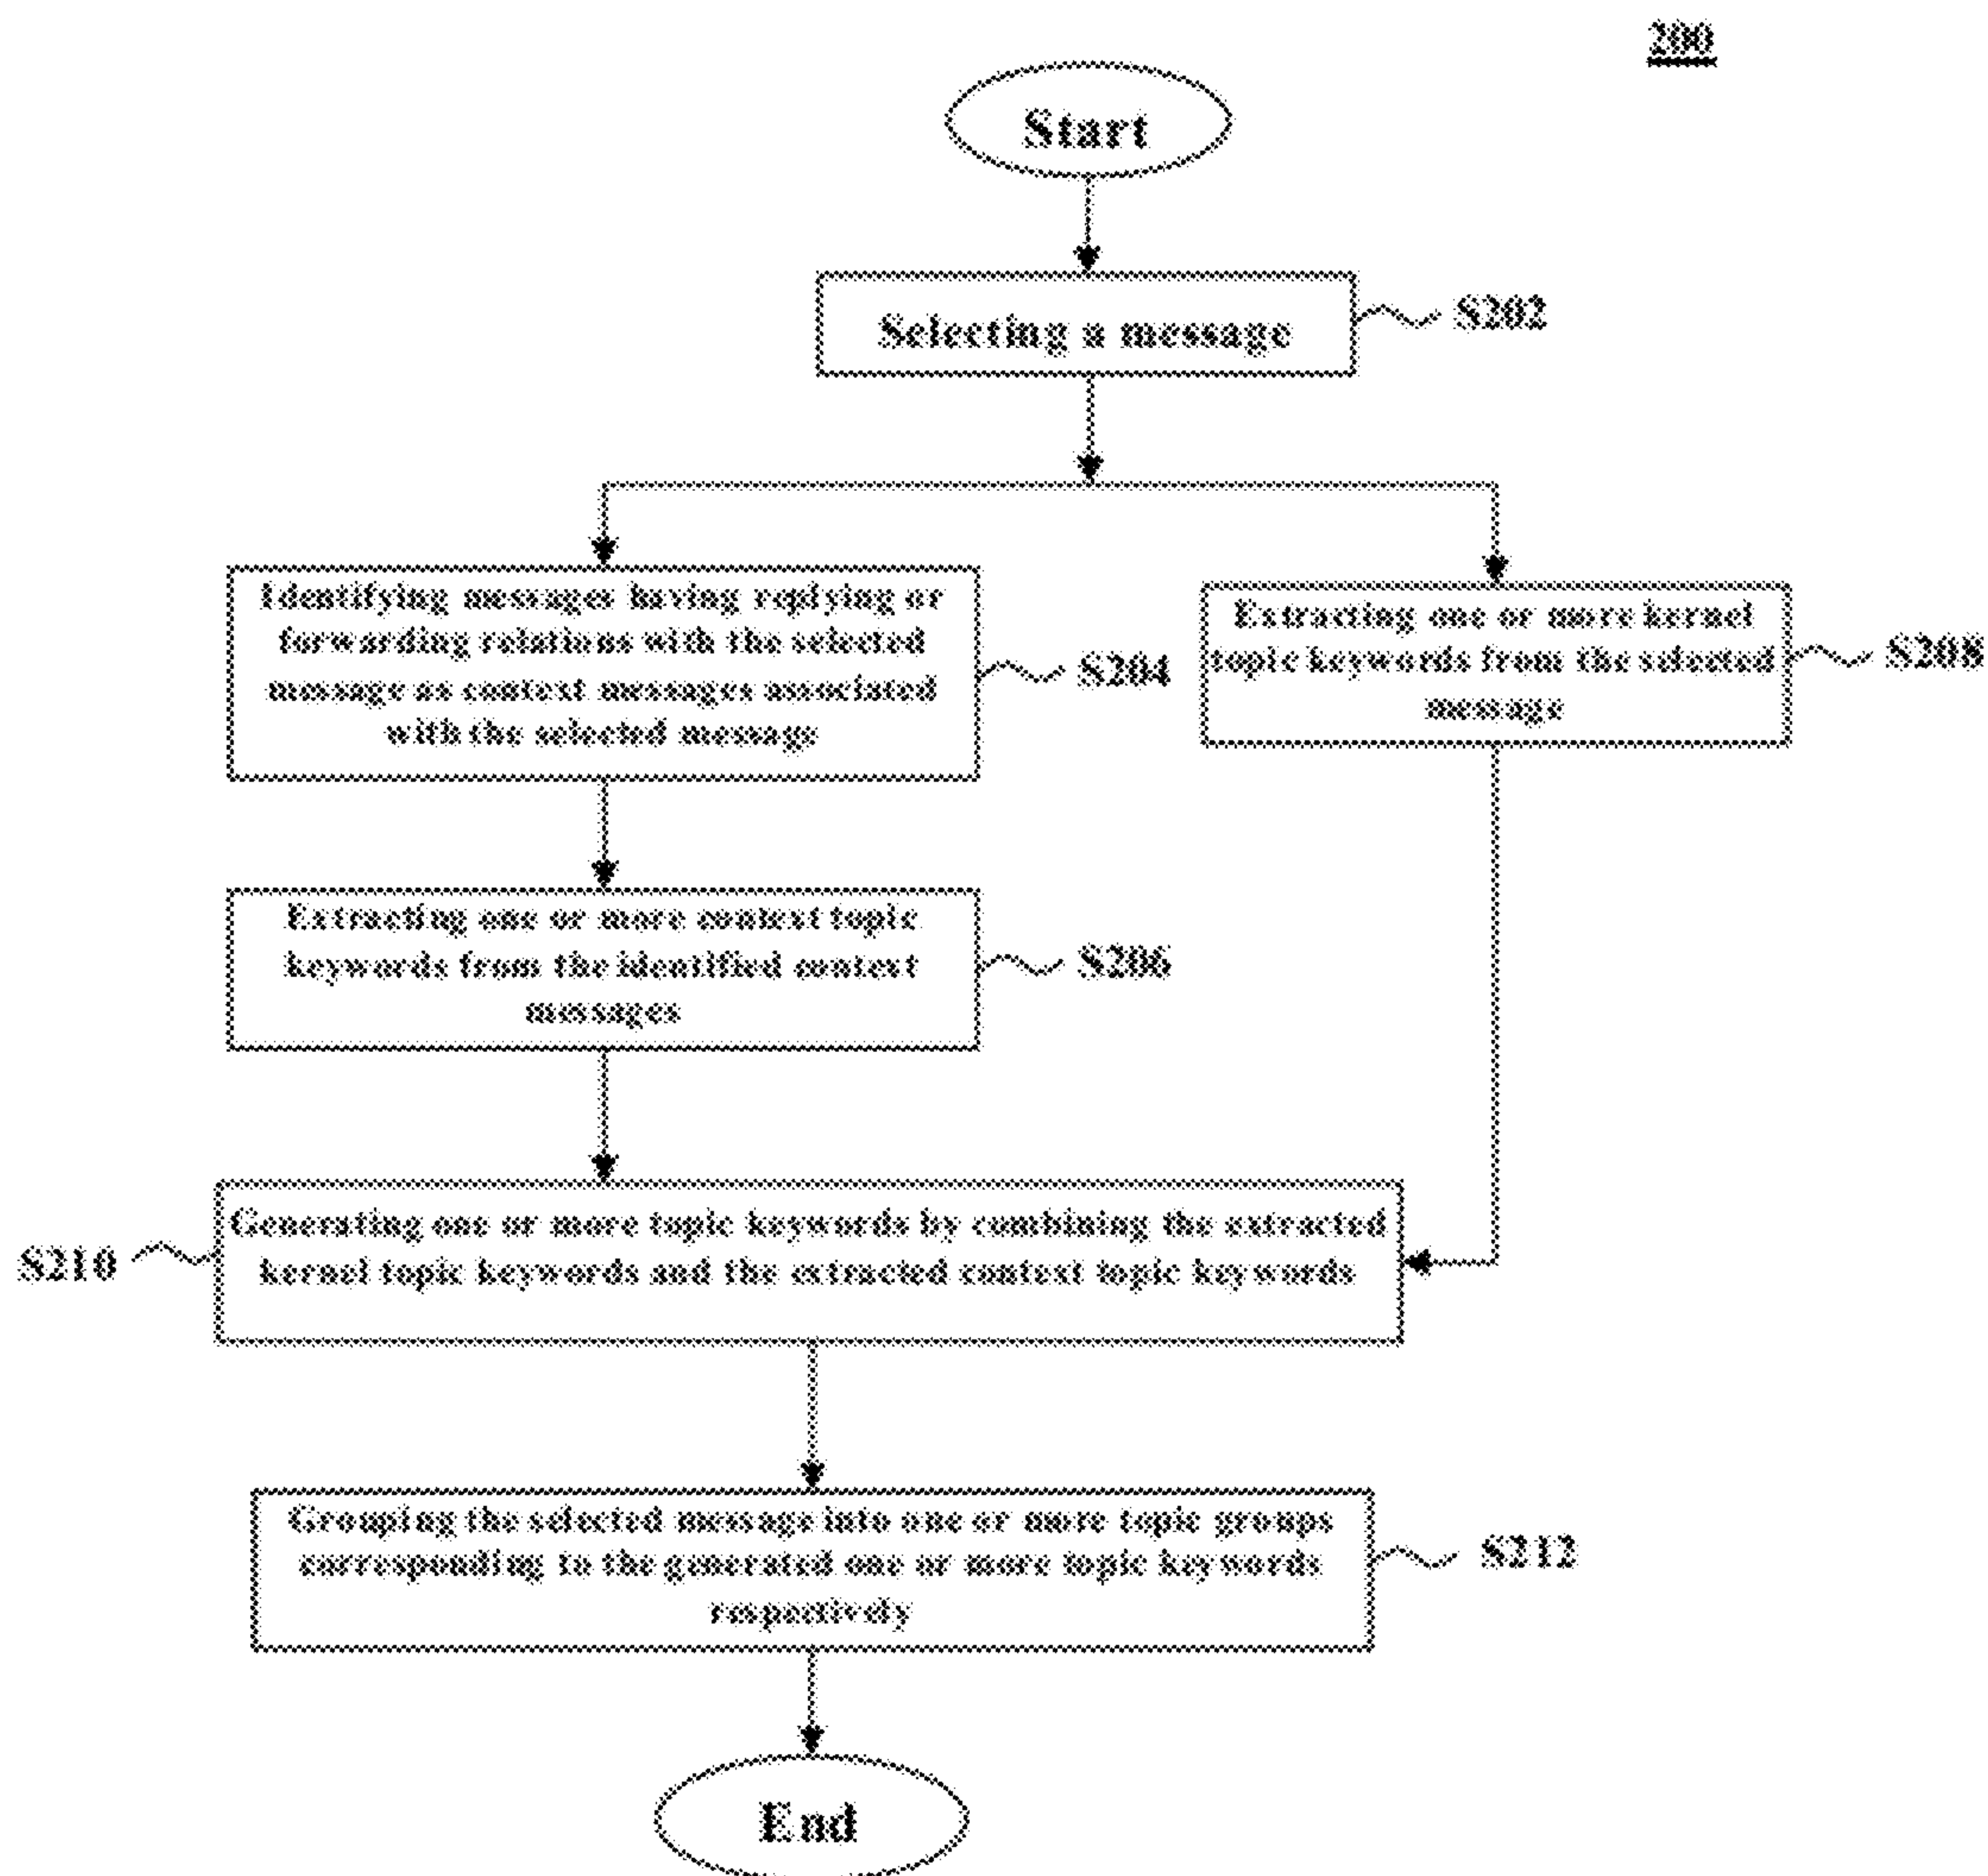 200
Start
Selecting a message
S202
Identifying messages having replying or
forwarding relations with the selected
message as context messages associated
with the selected message
S204
Extracting one or more kernel
topic keywords from the selected
message
S208
Extracting one or more context topic
keywords from the identified context
messages
S206
Generating one or more topic keywords by combining the extracted
kernel topic keywords and the extracted context topic keywords
S210
Grouping the selected message into one or more topic groups
corresponding to the generated one or more topic keywords
respectively
S212
End